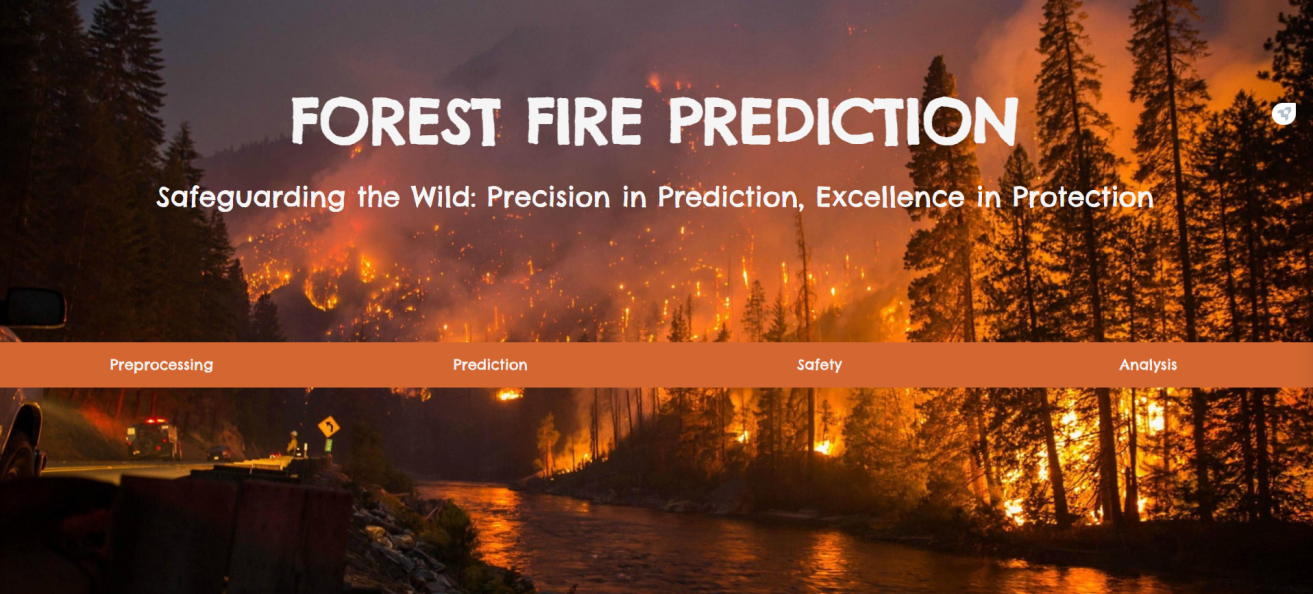 FOREST FIRE PREDICTION
Safeguarding the Wild: Precision in Prediction, Excellence in Protection
Preprocessing Prediction Safety Analysis